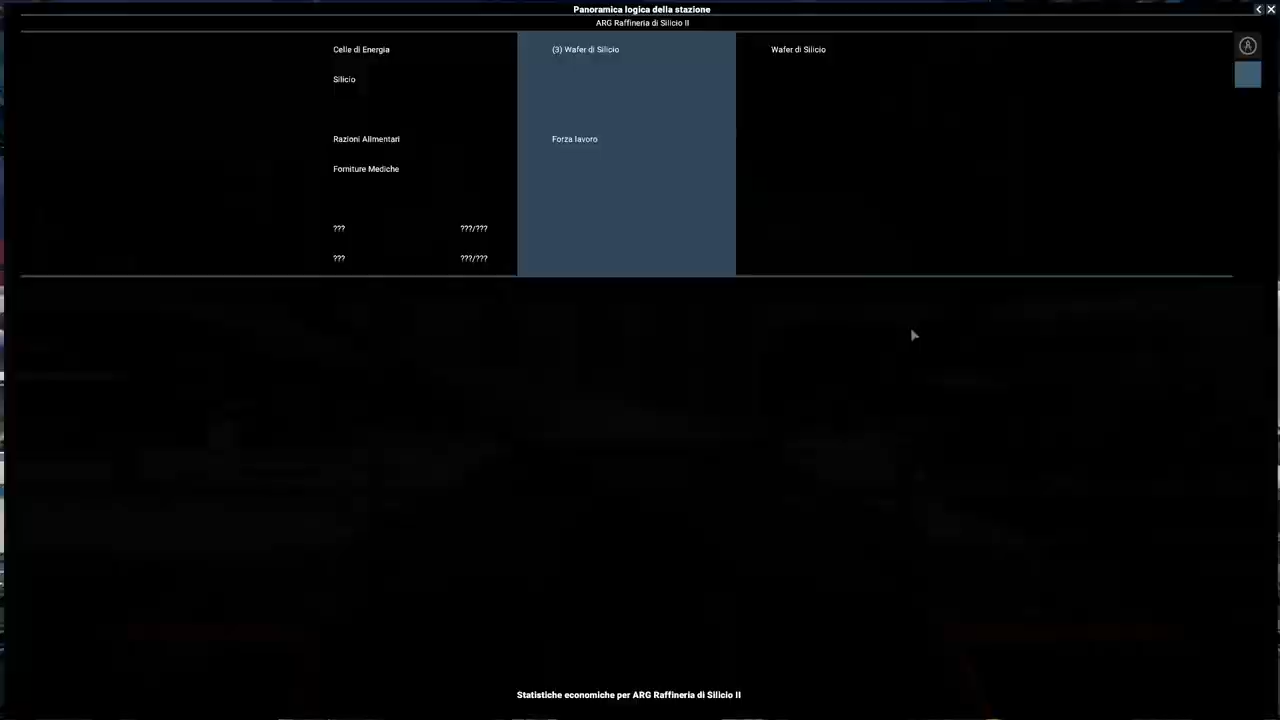 Panoramica logica della stazione
ARG Raffineria di Silicio II
Celle di Energia (3) Wafer di Silicio Wafer di Silicio
Silicio
Razioni Alimentari Forza lavoro
Forniture Mediche
??? ???/???
??? ???/???
Statistiche economiche per ARG Raffineria di Silicio II